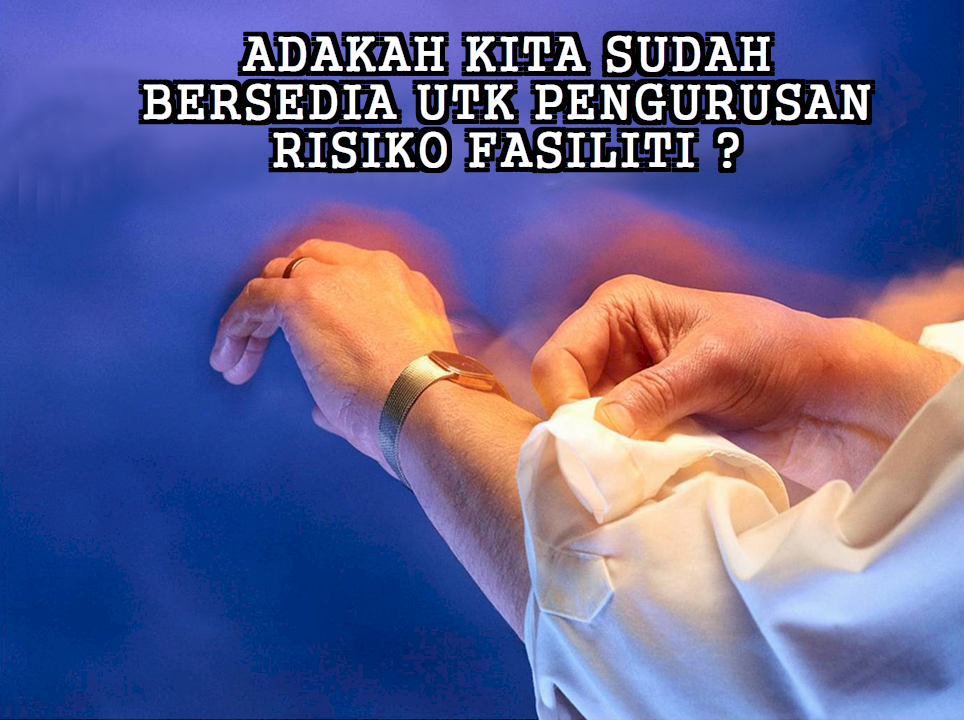 ADAKAH KITA SUDAH
BERSEDIA UTK PENGURUSAN
RISIKO FASILITI ?